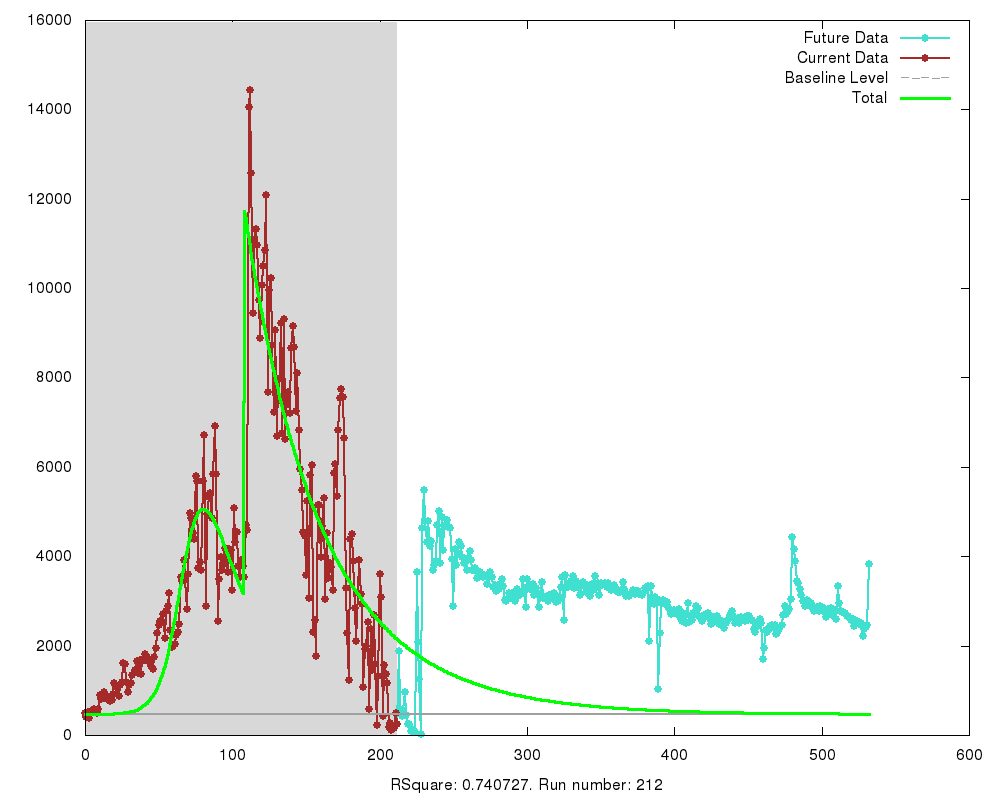 16000
14000
12000
10000
8000
6000
4000
2000
0
Future Data
Current Data
Baseline Level
Total
0 100 200 300 400 500 600
RSquare: 0.740727. Run number: 212